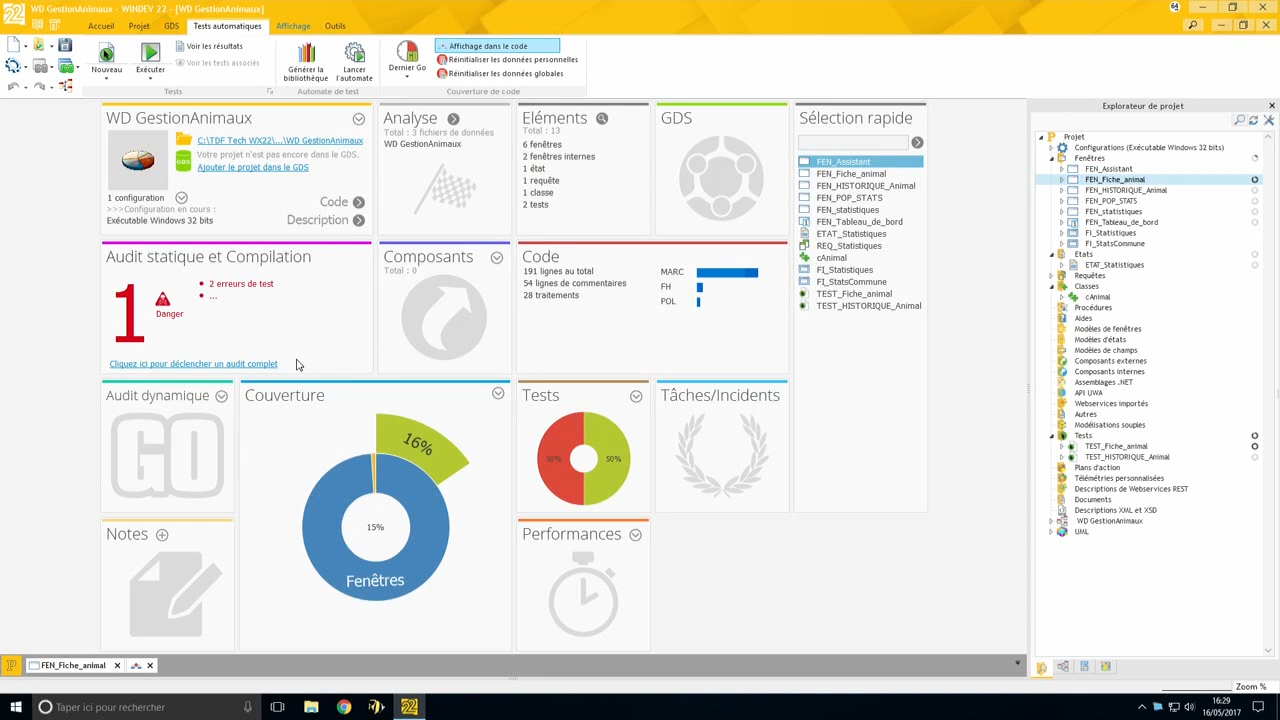 WD GestionAnimaux - WINDEV 22 - [WD GestionAnimaux]
64
Accueil Projet GDS Tests automatiques Affichage Outils
Nouveau
Exécuter
Voir les résultats
Voir les tests associés
Tests
Générer la bibliothèque
Lancer l'automate
Automate de test
Dernier Go
Affichage dans le code
Réinitialiser les données personnelles
Réinitialiser les données globales
Couverture de code
WD GestionAnimaux
C:\TDF Tech WX22\...\WD GestionAnimaux
Votre projet n'est pas encore dans le GDS.
Ajouter le projet dans le GDS
1 configuration
>>>Configuration en cours :
Exécutable Windows 32 bits
Code
Description
Analyse
Total : 3 fichiers de données
WD GestionAnimaux
Eléments
Total : 13
6 fenêtres
2 fenêtres internes
1 état
1 requête
1 classe
2 tests
GDS
Sélection rapide
FEN_Assistant
FEN_Fiche_animal
FEN_HISTORIQUE_Animal
FEN_POP_STATS
FEN_statistiques
FEN_Tableau_de_bord
ETAT_Statistiques
REQ_Statistiques
cAnimal
FI_Statistiques
FI_StatsCommune
TEST_Fiche_animal
TEST_HISTORIQUE_Animal
Audit statique et Compilation
1
Danger
2 erreurs de test
...
Cliquez ici pour déclencher un audit complet
Composants
Total : 0
Code
191 lignes au total
54 lignes de commentaires
28 traitements
MARC
FH
POL
Audit dynamique
GO
Couverture
16%
15%
Fenêtres
Tests
50%
50%
Tâches/Incidents
Notes
Performances
Explorateur de projet
Projet
Configurations (Exécutable Windows 32 bits)
Fenêtres
FEN_Assistant
FEN_Fiche_animal
FEN_HISTORIQUE_Animal
FEN_POP_STATS
FEN_statistiques
FEN_Tableau_de_bord
FI_Statistiques
FI_StatsCommune
Etats
ETAT_Statistiques
Requêtes
Classes
cAnimal
Procédures
Aides
Modèles de fenêtres
Modèles d'états
Modèles de champs
Composants externes
Composants internes
Assemblages .NET
API UWA
Webservices importés
Autres
Modélisations souples
Tests
TEST_Fiche_animal
TEST_HISTORIQUE_Animal
Plans d'action
Télémétries personnalisées
Descriptions de Webservices REST
Documents
Descriptions XML et XSD
WD GestionAnimaux
UML
FEN_Fiche_animal
Zoom %
Taper ici pour rechercher
16:29
16/05/2017